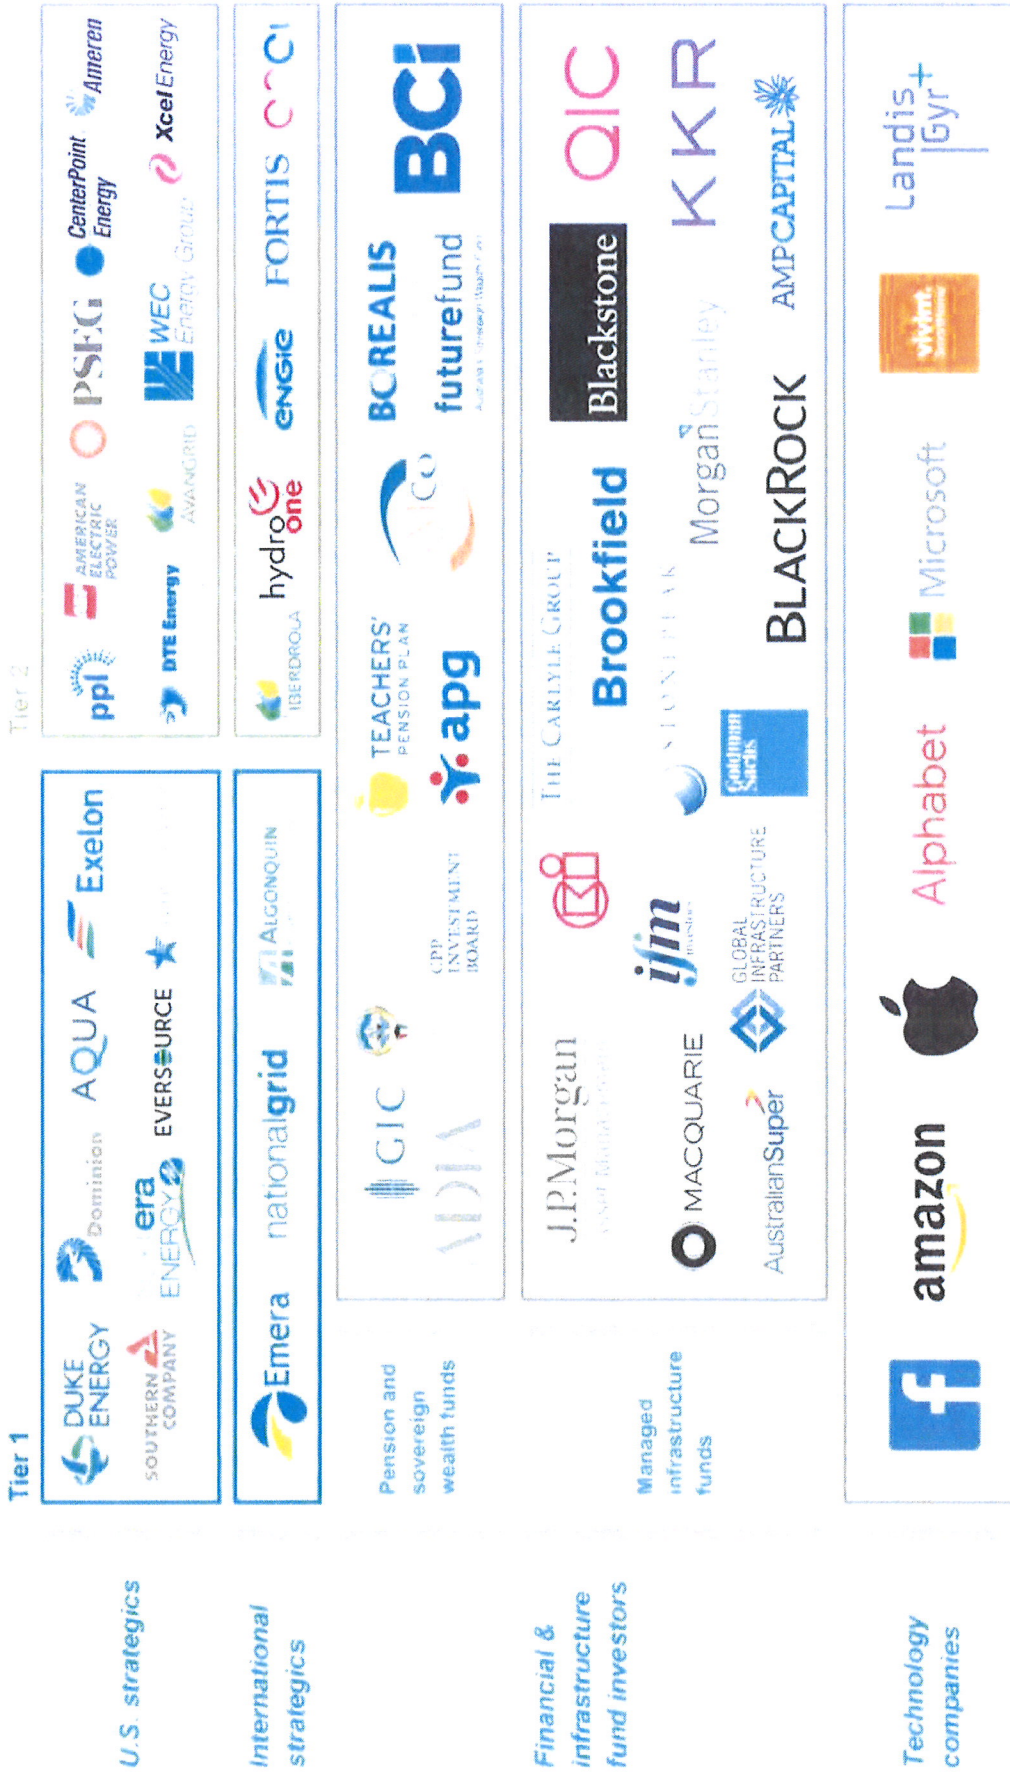 Tier 1
Tier 2
U.S. strategics
DUKE
ENERGY
Dominion
AQUA
Exelon
SOUTHERN
COMPANY
era
ENERGY
EVERSOURCE
ppl
AMERICAN
ELECTRIC
POWER
PSEG
CenterPoint
Energy
Ameren
DTE Energy
AVANGRID
WEC
Energy Group
Xcel Energy
International
strategics
Emera
nationalgrid
ALGONQUIN
IBERDROLA
hydro
one
ENGIE
FORTIS
Financial &
infrastructure
fund investors
Pension and
sovereign
wealth funds
GIC
ADIA
CPP
INVESTMENT
BOARD
TEACHERS'
PENSION PLAN
apg
BOREALIS
futurefund
BCi
Managed
infrastructure
funds
J.P.Morgan
THE CARLYLE GROUP
Brookfield
Blackstone
QIC
MACQUARIE
ifm
investors
MorganStanley
KKR
AustralianSuper
GLOBAL
INFRASTRUCTURE
PARTNERS
Goldman
Sachs
BLACKROCK
AMPCAPITAL
Technology
companies
f
amazon
Alphabet
Microsoft
vivint.
Landis
Gyr+